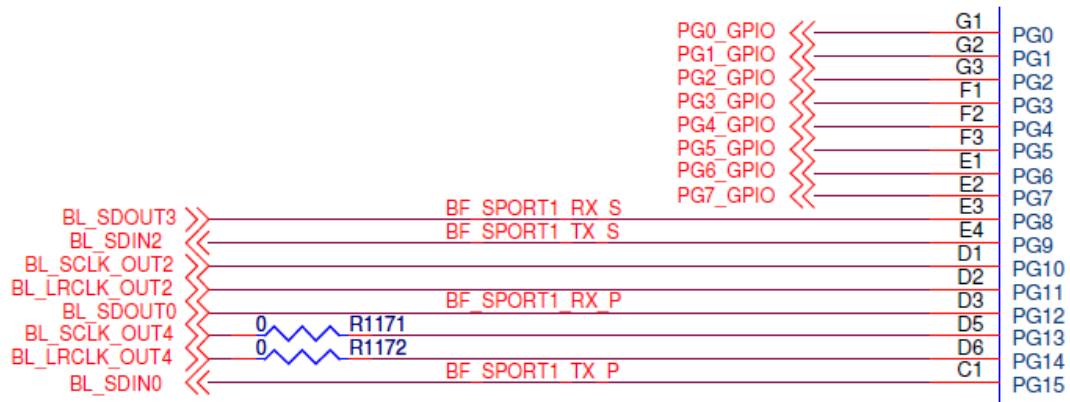 PG0_GPIO G1 PG0
PG1_GPIO G2 PG1
PG2_GPIO G3 PG2
PG3_GPIO F1 PG3
PG4_GPIO F2 PG4
PG5_GPIO F3 PG5
PG6_GPIO E1 PG6
PG7_GPIO E2 PG7
BL_SDOUT3 BF_SPORT1_RX_S E3 PG8
BL_SDIN2 BF_SPORT1_TX_S E4 PG9
BL_SCLK_OUT2 D1 PG10
BL_LRCLK_OUT2 D2 PG11
BL_SDOUT0 BF_SPORT1_RX_P D3 PG12
BL_SCLK_OUT4 0 R1171 D5 PG13
BL_LRCLK_OUT4 0 R1172 D6 PG14
BL_SDIN0 BF_SPORT1_TX_P C1 PG15